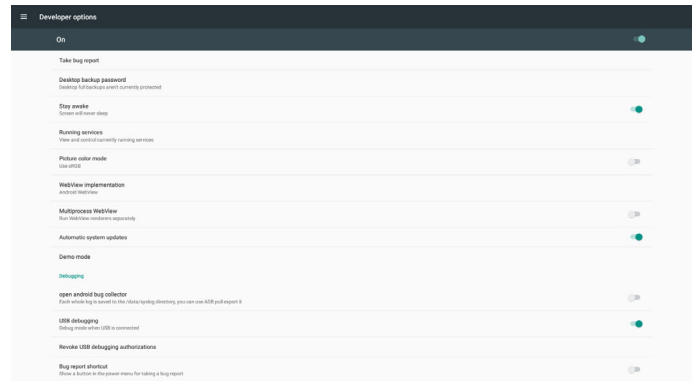 Developer options
On
Take bug report
Desktop backup password
Desktop full backups aren't currently protected
Stay awake
Screen will never sleep
Running services
View and control currently running services
Picture color mode
Use sRGB
WebView implementation
Android WebView
Multiprocess WebView
Run WebView renderers separately
Automatic system updates
Demo mode
Debugging
open android bug collector
Each whole log is saved to the /data/syslog directory, you can use ADB pull export it
USB debugging
Debug mode when USB is connected
Revoke USB debugging authorizations
Bug report shortcut
Show a button in the power menu for taking a bug report